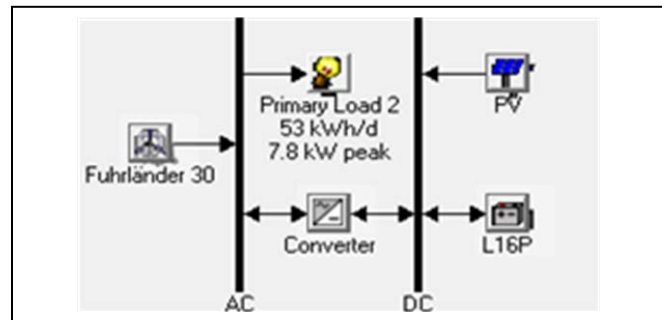 Primary Load 2
53 kWh/d
7.8 kW peak
PV
Fuhrländer 30
Converter
L16P
AC
DC